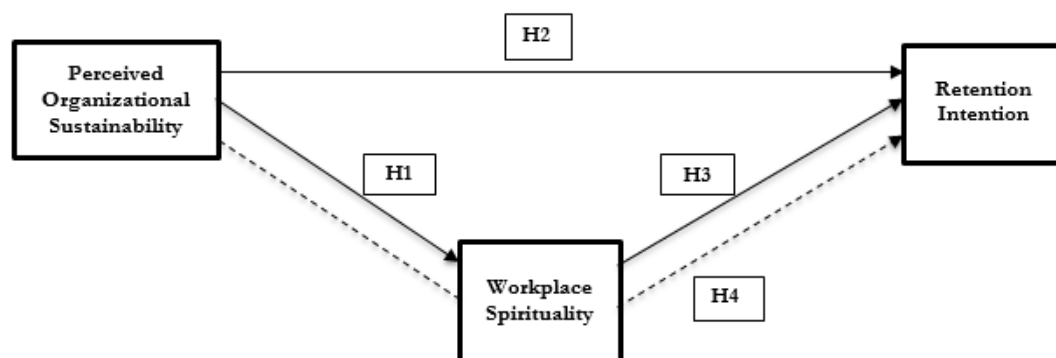 H2
Perceived
Organizational
Sustainability
Retention
Intention
H1
H3
Workplace
Spirituality
H4